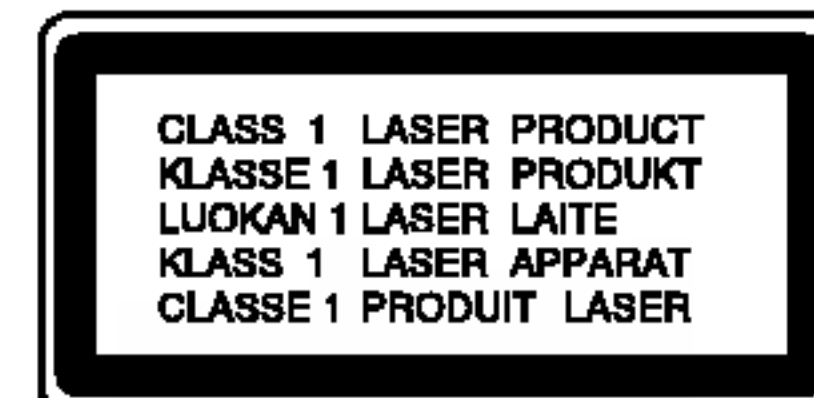 CLASS 1 LASER PRODUCT
KLASSE 1 LASER PRODUKT
LUOKAN 1 LASER LAITE
KLASS 1 LASER APPARAT
CLASSE 1 PRODUIT LASER